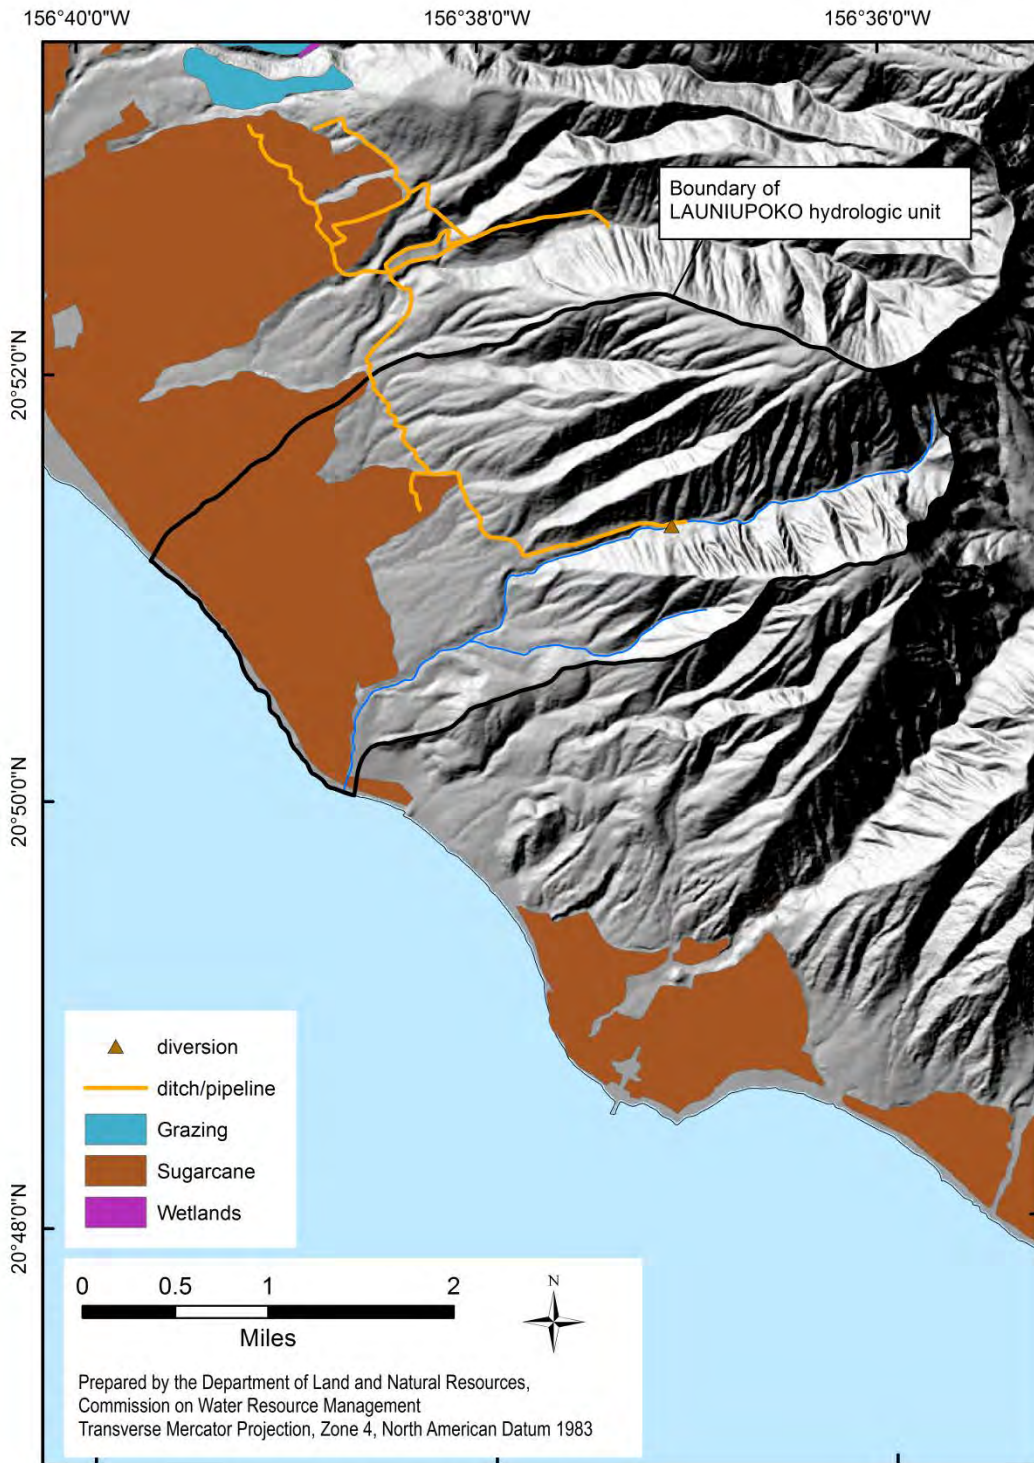 156°40'0"W
156°38'0"W
156°36'0"W
Boundary of
LAUNIUPOKO hydrologic unit
20°52'0"N
20°50'0"N
20°48'0"N
diversion
ditch/pipeline
Grazing
Sugarcane
Wetlands
0 0.5 1 2
Miles
N
Prepared by the Department of Land and Natural Resources,
Commission on Water Resource Management
Transverse Mercator Projection, Zone 4, North American Datum 1983